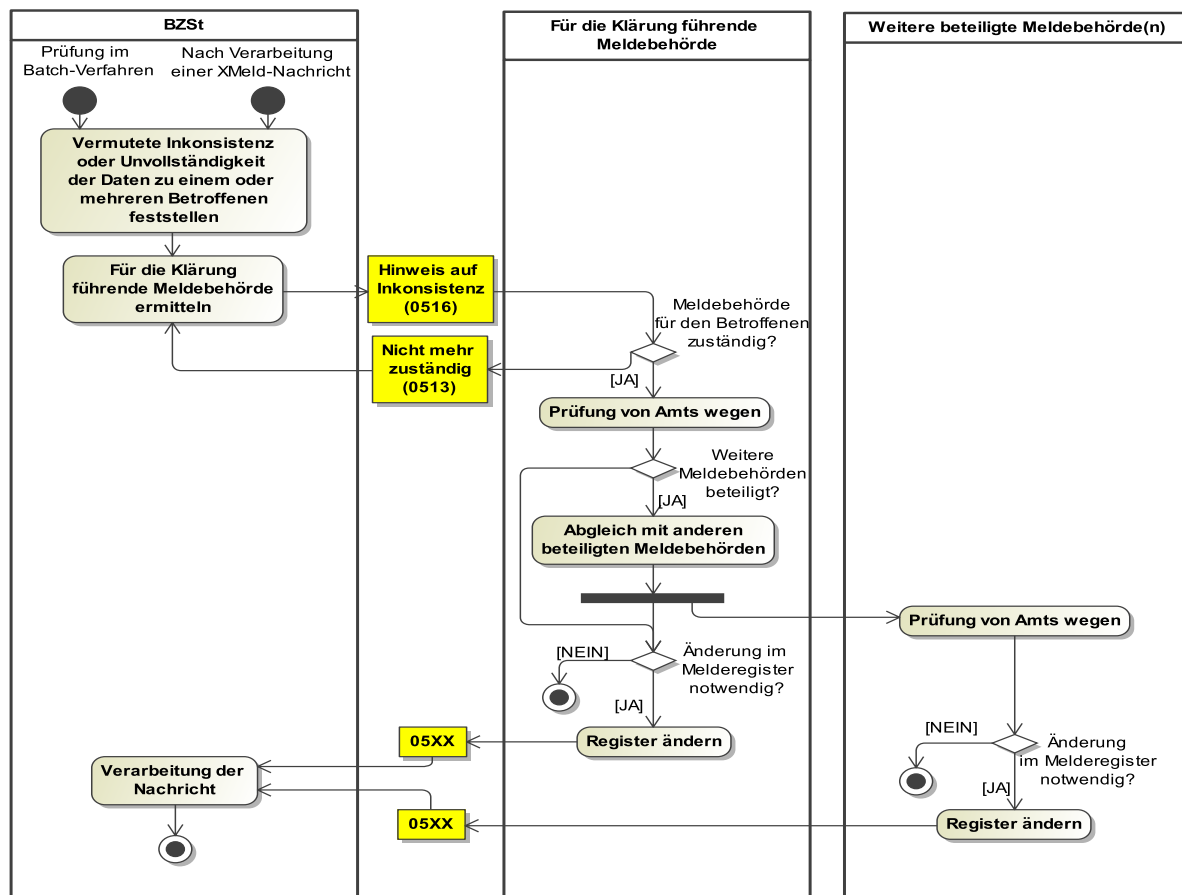 BZSt
Für die Klärung führende
Meldebehörde
Weitere beteiligte Meldebehörde(n)
Prüfung im
Batch-Verfahren
Nach Verarbeitung
einer XMeld-Nachricht
Vermutete Inkonsistenz
oder Unvollständigkeit
der Daten zu einem oder
mehreren Betroffenen
feststellen
Für die Klärung
führende Meldebehörde
ermitteln
Hinweis auf
Inkonsistenz
(0516)
Meldebehörde
für den Betroffenen
zuständig?
Nicht mehr
zuständig
(0513)
[JA]
Prüfung von Amts wegen
Weitere
Meldebehörden
beteiligt?
[JA]
Abgleich mit anderen
beteiligten Meldebehörden
Prüfung von Amts wegen
[NEIN]
Änderung im
Melderegister
notwendig?
[JA]
Register ändern
05XX
[NEIN]
Änderung
im Melderegister
notwendig?
[JA]
Verarbeitung der
Nachricht
05XX
Register ändern